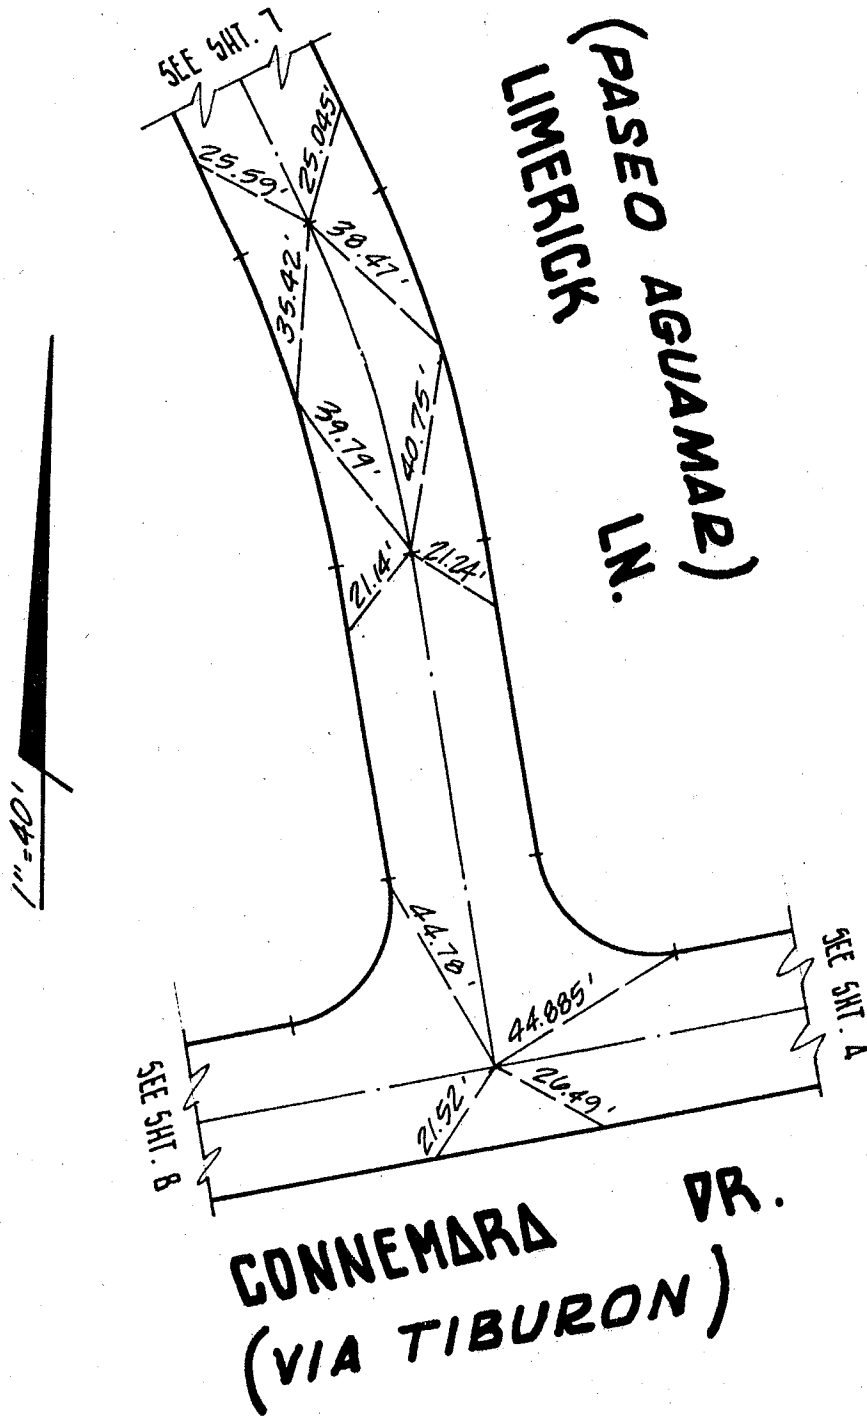 SEE SHT. 7
(PASEO AGUAMAR)
LIMERICK LN.
25.59'
25.045'
35.42'
38.47'
39.79'
40.75'
21.14'
21.24'
1"=40'
44.78'
44.885'
SEE SHT. A
21.52'
26.49'
SEE SHT. B
CONNEMARA DR.
(VIA TIBURON)